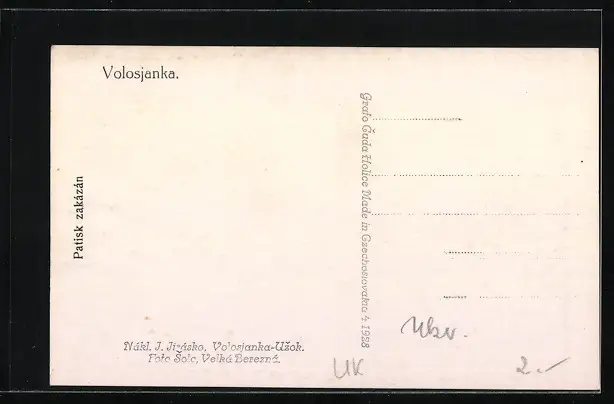 Volosjanka.
Patisk zakázán
Grafo Čuda Holice Made in Czechoslovakia 4 1928
Nákl. J. Jirásko, Volosjanka-Užok.
Foto Šolc, Velká Berezná.
UK
2.-